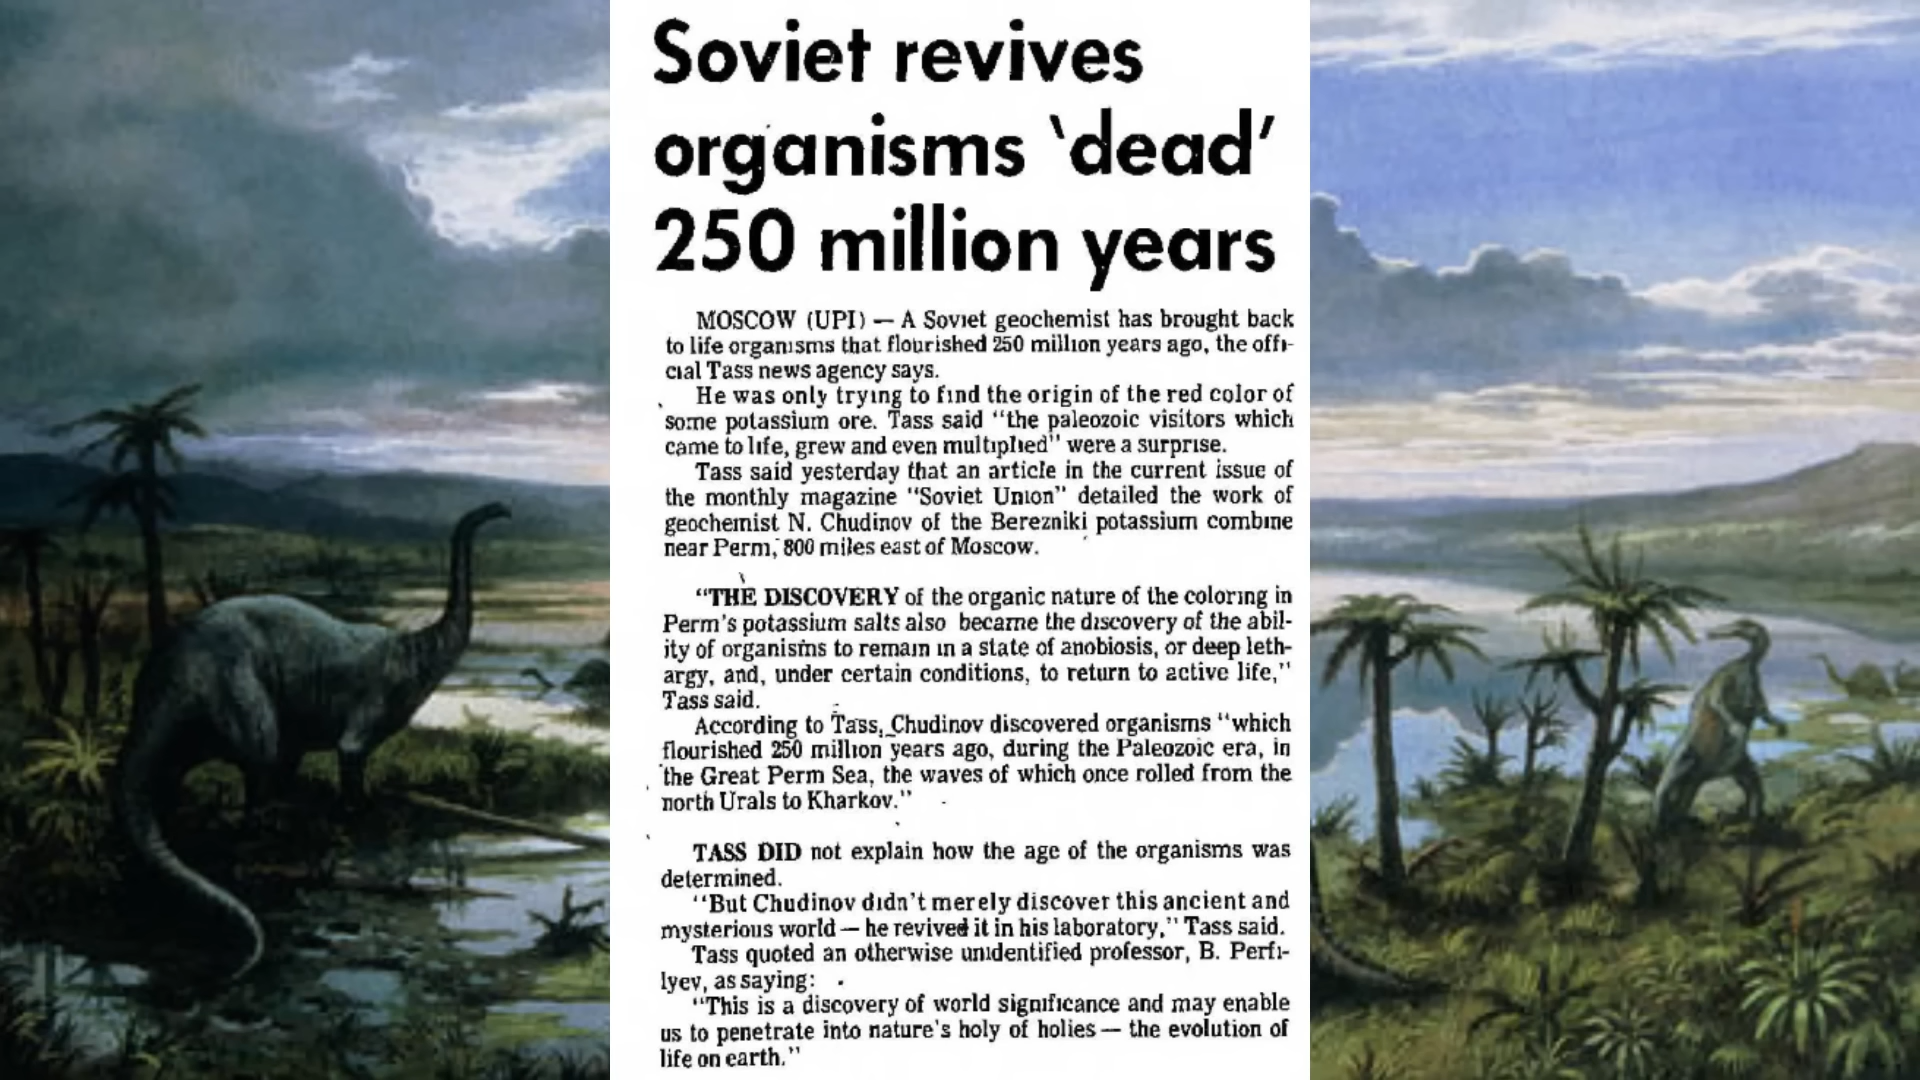 Soviet revives
organisms 'dead'
250 million years
MOSCOW (UPI) — A Soviet geochemist has brought back
to life organisms that flourished 250 million years ago, the offi-
cial Tass news agency says.
He was only trying to find the origin of the red color of
some potassium ore. Tass said "the paleozoic visitors which
came to life, grew and even multiplied" were a surprise.
Tass said yesterday that an article in the current issue of
the monthly magazine "Soviet Union" detailed the work of
geochemist N. Chudinov of the Berezniki potassium combine
near Perm, 800 miles east of Moscow.
"THE DISCOVERY of the organic nature of the coloring in
Perm's potassium salts also became the discovery of the abil-
ity of organisms to remain in a state of anobiosis, or deep leth-
argy, and, under certain conditions, to return to active life,"
Tass said.
According to Tass, Chudinov discovered organisms "which
flourished 250 million years ago, during the Paleozoic era, in
the Great Perm Sea, the waves of which once rolled from the
north Urals to Kharkov."
TASS DID not explain how the age of the organisms was
determined.
"But Chudinov didn't merely discover this ancient and
mysterious world — he revived it in his laboratory," Tass said.
Tass quoted an otherwise unidentified professor, B. Perfi-
lyev, as saying:
"This is a discovery of world significance and may enable
us to penetrate into nature's holy of holies — the evolution of
life on earth."